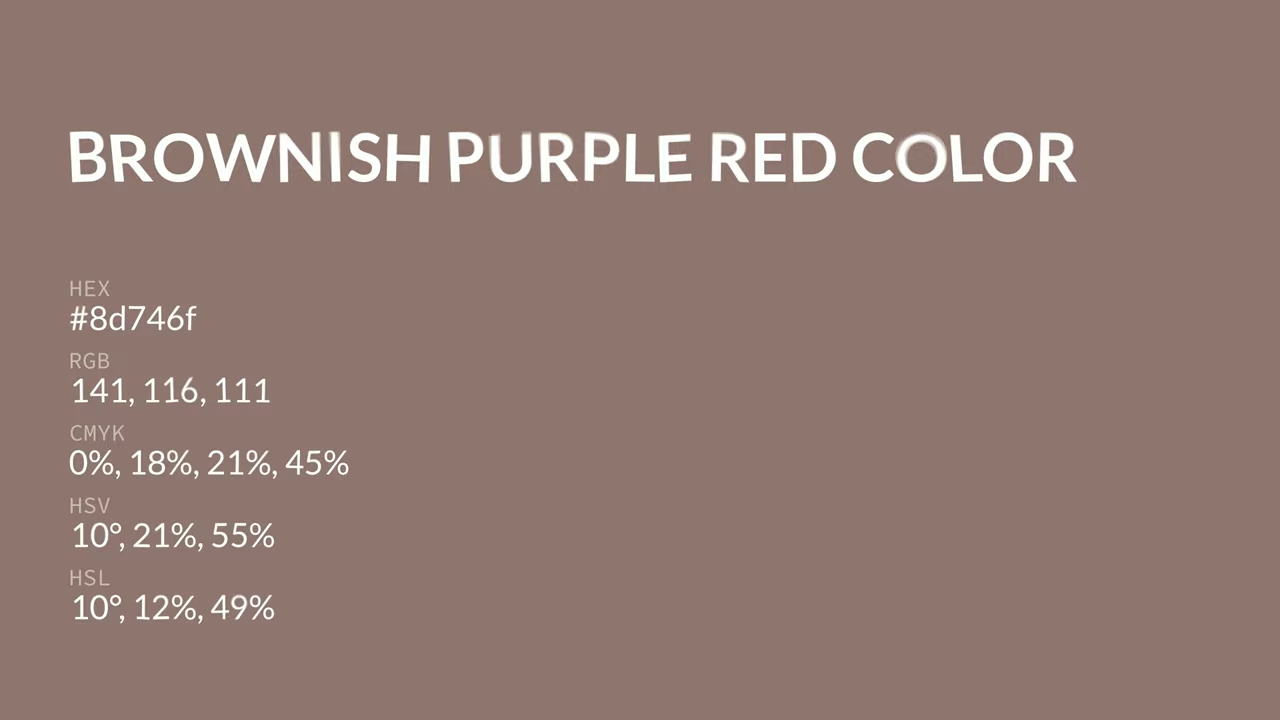 BROWNISH PURPLE RED COLOR
HEX
#8d746f
RGB
141, 116, 111
CMYK
0%, 18%, 21%, 45%
HSV
10°, 21%, 55%
HSL
10°, 12%, 49%